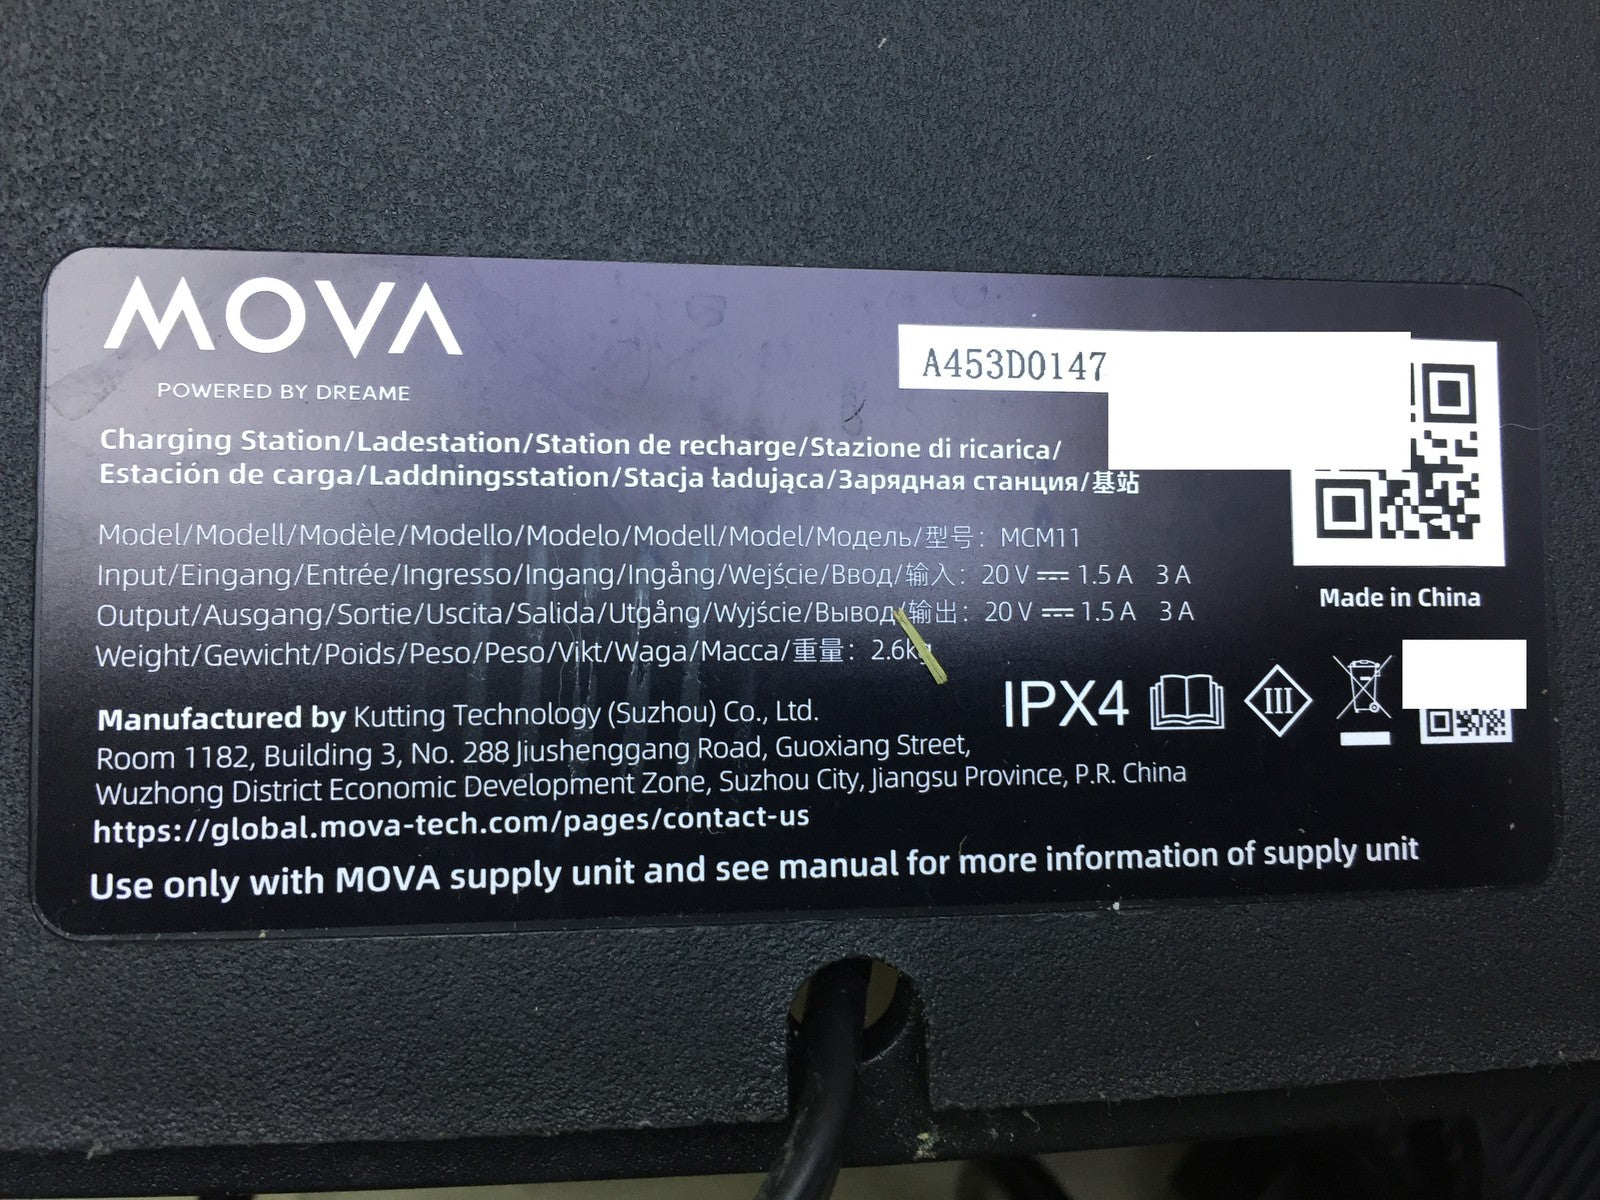 MOVA
POWERED BY DREAME
A453D0147
Charging Station/Ladestation/Station de recharge/Stazione di ricarica/
Estación de carga/Laddningsstation/Stacja ładująca/Зарядная станция/基站
Model/Modell/Modèle/Modello/Modelo/Modell/Model/Модель/型号: MCM11
Input/Eingang/Entrée/Ingresso/Ingang/Ingång/Wejście/Ввод/输入: 20 V ⎓ 1.5 A 3 A
Output/Ausgang/Sortie/Uscita/Salida/Utgång/Wyjście/Вывод/输出: 20 V ⎓ 1.5 A 3 A
Weight/Gewicht/Poids/Peso/Peso/Vikt/Waga/Масса/重量: 2.6kg
Made in China
Manufactured by Kutting Technology (Suzhou) Co., Ltd.
Room 1182, Building 3, No. 288 Jiushenggang Road, Guoxiang Street,
Wuzhong District Economic Development Zone, Suzhou City, Jiangsu Province, P.R. China
https://global.mova-tech.com/pages/contact-us
IPX4
III
Use only with MOVA supply unit and see manual for more information of supply unit